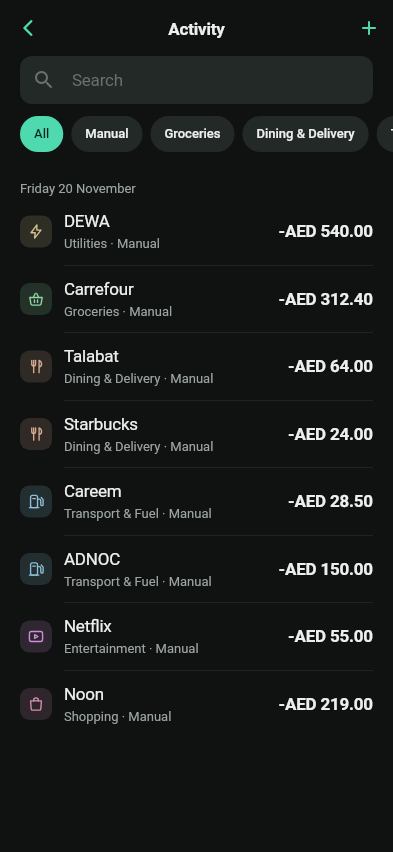 Activity
Search
All
Manual
Groceries
Dining & Delivery
Friday 20 November
DEWA
Utilities · Manual
-AED 540.00
Carrefour
Groceries · Manual
-AED 312.40
Talabat
Dining & Delivery · Manual
-AED 64.00
Starbucks
Dining & Delivery · Manual
-AED 24.00
Careem
Transport & Fuel · Manual
-AED 28.50
ADNOC
Transport & Fuel · Manual
-AED 150.00
Netflix
Entertainment · Manual
-AED 55.00
Noon
Shopping · Manual
-AED 219.00